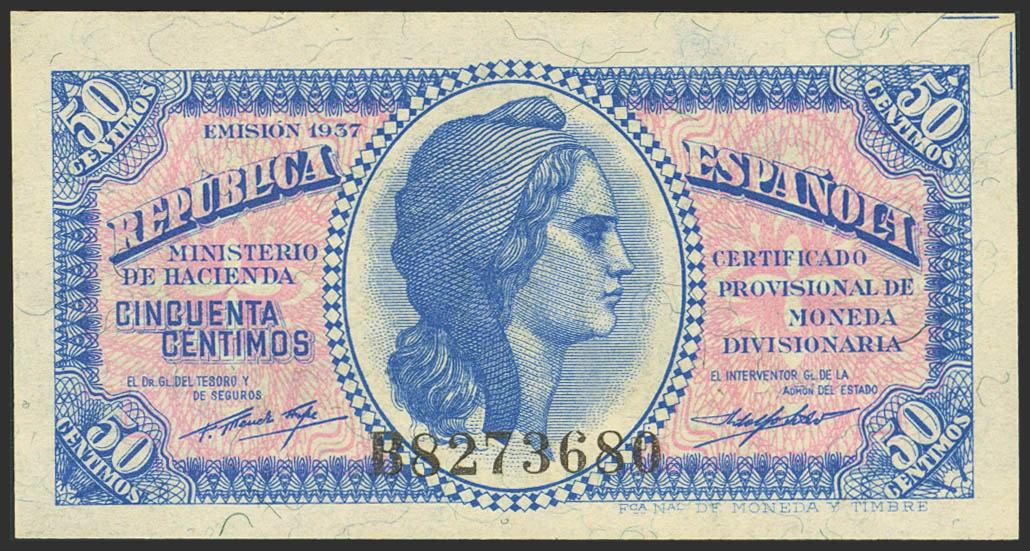 50 CENTIMOS
50 CENTIMOS
EMISIÓN 1937
REPUBLICA
ESPAÑOLA
MINISTERIO
DE HACIENDA
CINCUENTA
CENTIMOS
CERTIFICADO
PROVISIONAL DE
MONEDA
DIVISIONARIA
EL DR. GL. DEL TESORO Y
DE SEGUROS
EL INTERVENTOR GL. DE LA
ADMÓN DEL ESTADO
B8273680
50 CENTIMOS
50 CENTIMOS
FCA NAL DE MONEDA Y TIMBRE